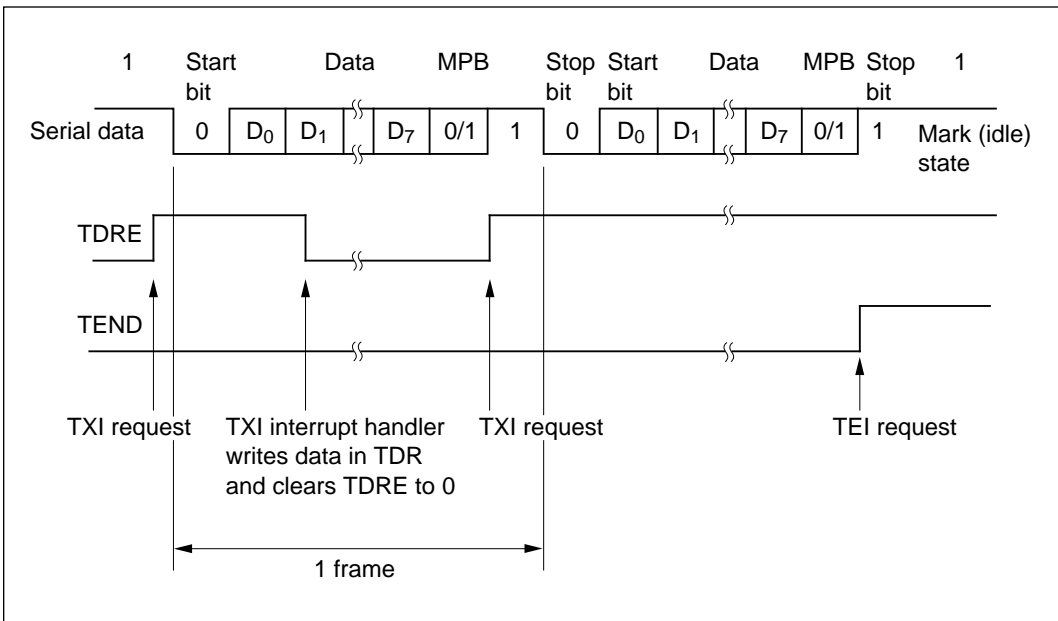 1 Start bit Data MPB Stop bit Start bit Data MPB Stop bit 1
Serial data 0 D0 D1 D7 0/1 1 0 D0 D1 D7 0/1 1 Mark (idle) state
TDRE
TEND
TXI request
TXI interrupt handler
writes data in TDR
and clears TDRE to 0
TXI request
TEI request
1 frame